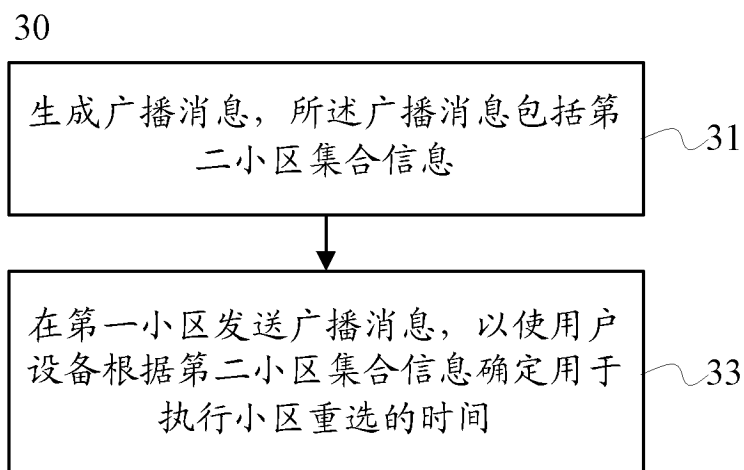 30
生成广播消息，所述广播消息包括第
二小区集合信息
31
在第一小区发送广播消息，以使用户
设备根据第二小区集合信息确定用于
执行小区重选的时间
33